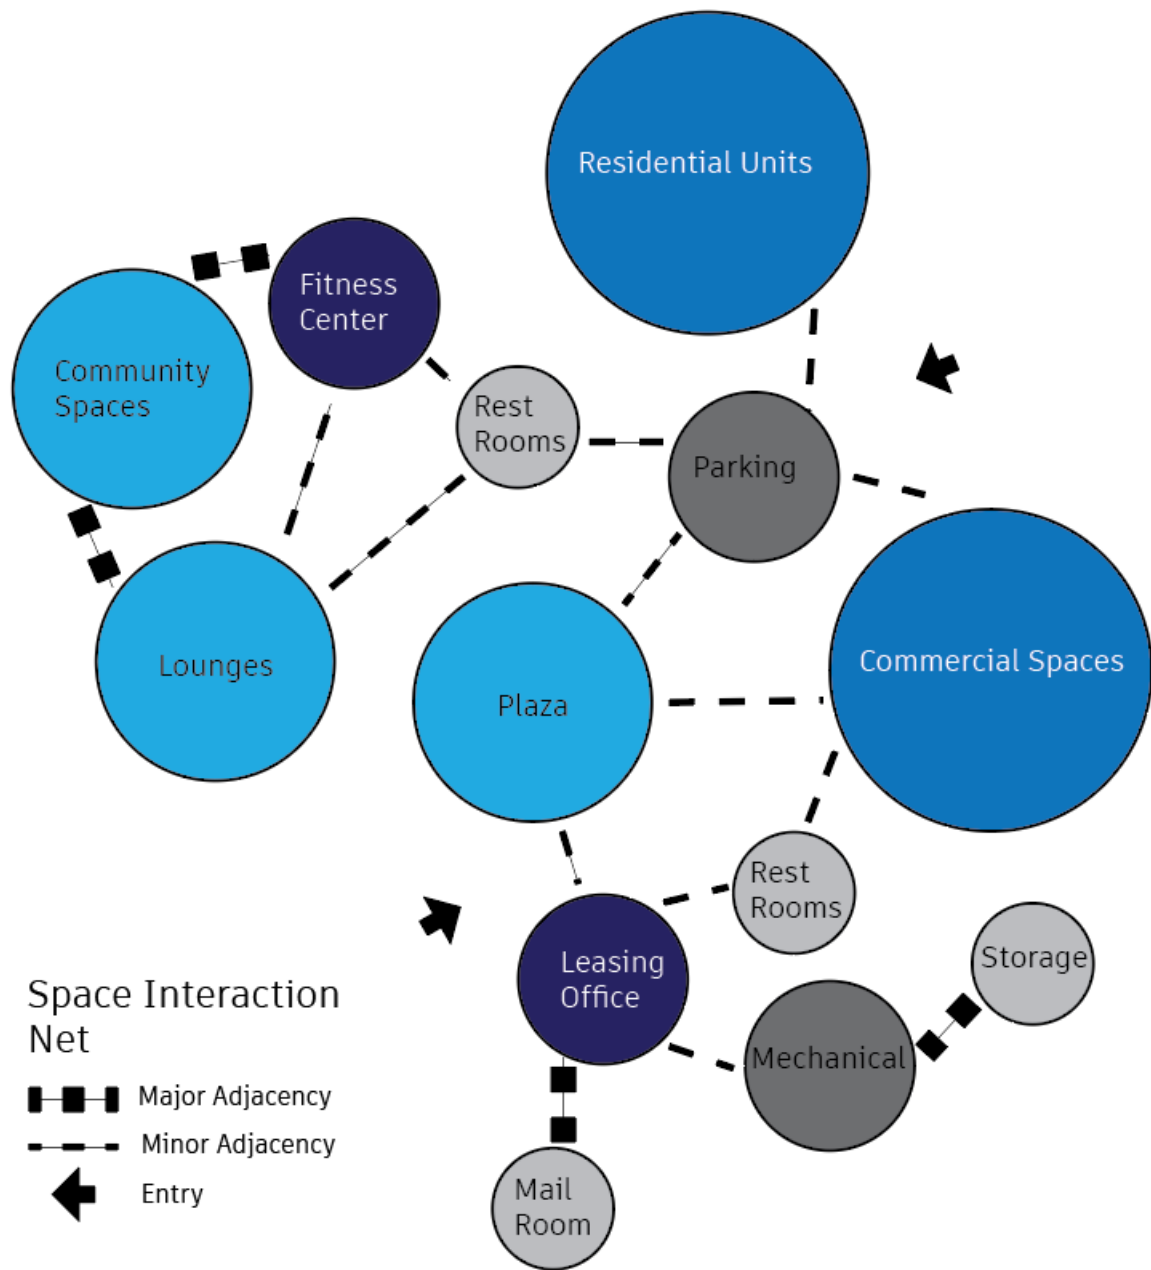 Residential Units
Fitness
Center
Community
Spaces
Rest
Rooms
Parking
Lounges
Plaza
Commercial Spaces
Rest
Rooms
Leasing
Office
Storage
Mechanical
Mail
Room
Space Interaction
Net
Major Adjacency
Minor Adjacency
Entry